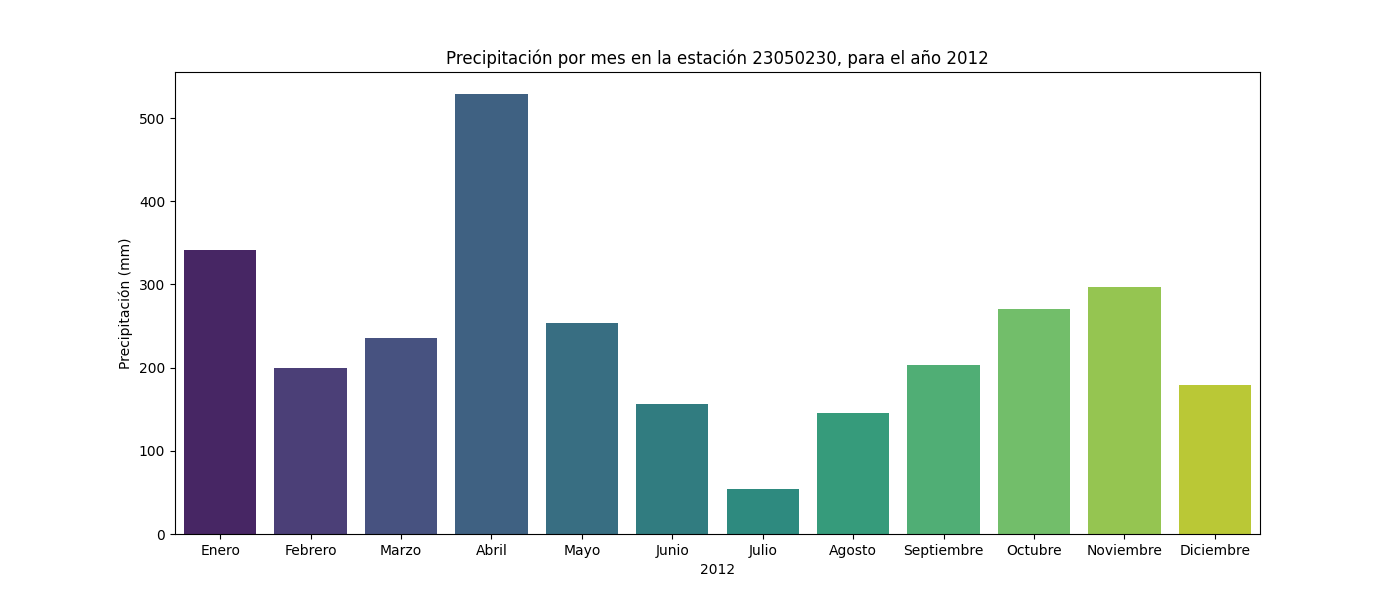 Precipitación por mes en la estación 23050230, para el año 2012
Precipitación (mm)
500
400
300
200
100
0
Enero Febrero Marzo Abril Mayo Junio Julio Agosto Septiembre Octubre Noviembre Diciembre
2012